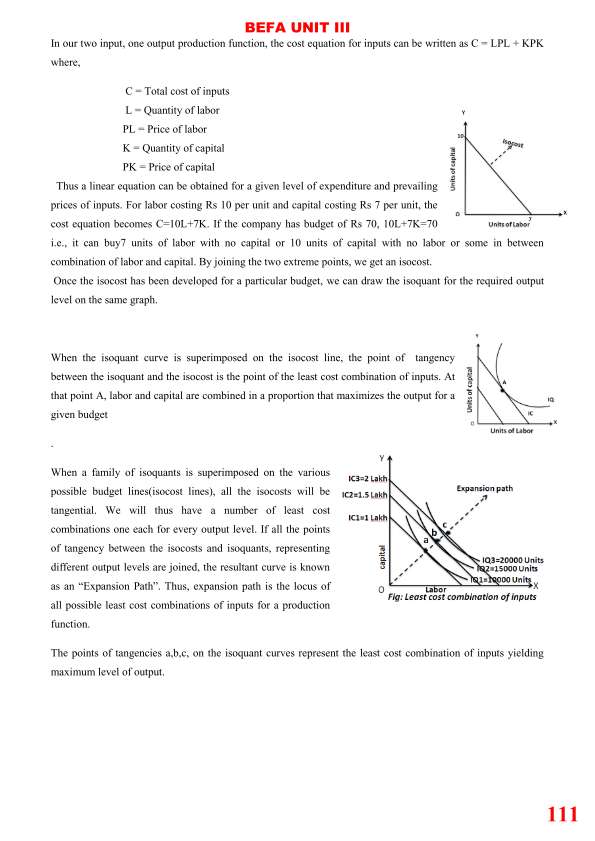 BEFA UNIT III
In our two input, one output production function, the cost equation for inputs can be written as C = LPL + KPK
where,
C = Total cost of inputs
L = Quantity of labor
PL = Price of labor
K = Quantity of capital
PK = Price of capital
Y
10
isocost
Units of capital
O
7
X
Units of Labor
Thus a linear equation can be obtained for a given level of expenditure and prevailing
prices of inputs. For labor costing Rs 10 per unit and capital costing Rs 7 per unit, the
cost equation becomes C=10L+7K. If the company has budget of Rs 70, 10L+7K=70
i.e., it can buy7 units of labor with no capital or 10 units of capital with no labor or some in between
combination of labor and capital. By joining the two extreme points, we get an isocost.
Once the isocost has been developed for a particular budget, we can draw the isoquant for the required output
level on the same graph.
When the isoquant curve is superimposed on the isocost line, the point of tangency
between the isoquant and the isocost is the point of the least cost combination of inputs. At
that point A, labor and capital are combined in a proportion that maximizes the output for a
given budget
.
Y
Units of capital
A
IQ
IC
O
X
Units of Labor
When a family of isoquants is superimposed on the various
possible budget lines(isocost lines), all the isocosts will be
tangential. We will thus have a number of least cost
combinations one each for every output level. If all the points
of tangency between the isocosts and isoquants, representing
different output levels are joined, the resultant curve is known
as an “Expansion Path”. Thus, expansion path is the locus of
all possible least cost combinations of inputs for a production
function.
Y
IC3=2 Lakh
IC2=1.5 Lakh
IC1=1 Lakh
Expansion path
a
b
c
capital
IQ3=20000 Units
IQ2=15000 Units
IQ1=10000 Units
O
Labor
X
Fig: Least cost combination of inputs
The points of tangencies a,b,c, on the isoquant curves represent the least cost combination of inputs yielding
maximum level of output.
111